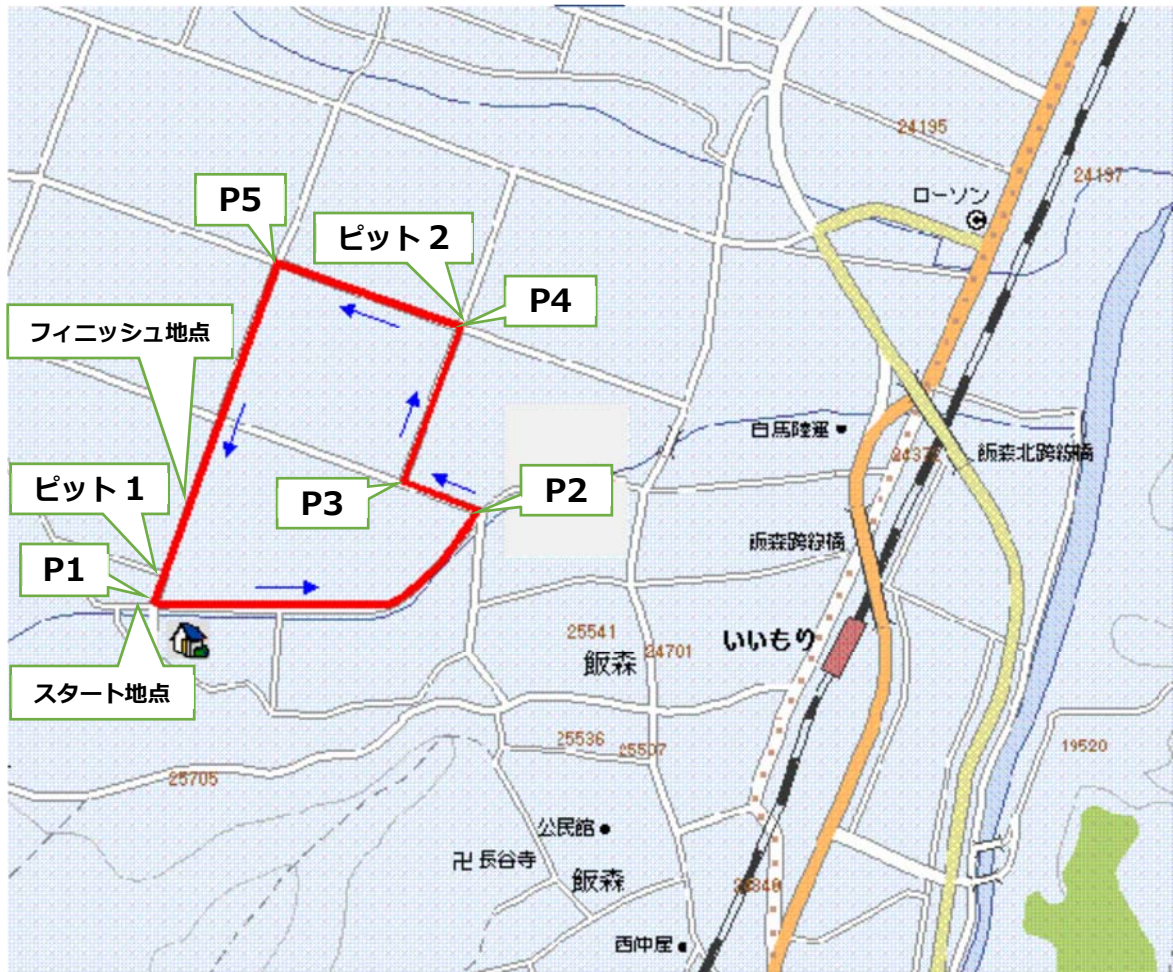 24195
ローソン
24197
P5
ピット 2
P4
フィニッシュ地点
白馬陸運
飯森北跨線橋
ピット 1
P3
P2
飯森跨線橋
P1
25541
飯森
24701
いいもり
スタート地点
25536
25507
19520
25705
公民館
卍 長谷寺
飯森
西仲屋